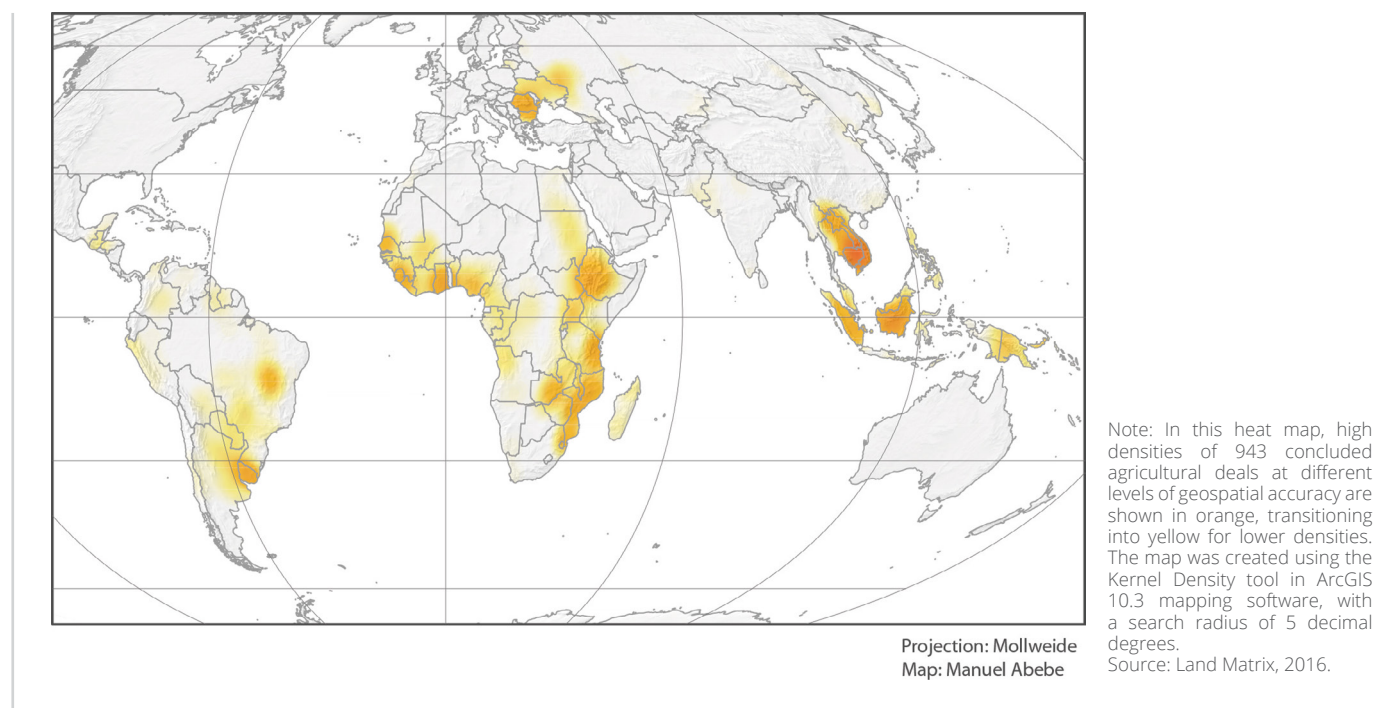 Note: In this heat map, high
densities of 943 concluded
agricultural deals at different
levels of geospatial accuracy are
shown in orange, transitioning
into yellow for lower densities.
The map was created using the
Kernel Density tool in ArcGIS
10.3 mapping software, with
a search radius of 5 decimal
degrees.
Source: Land Matrix, 2016.
Projection: Mollweide
Map: Manuel Abebe